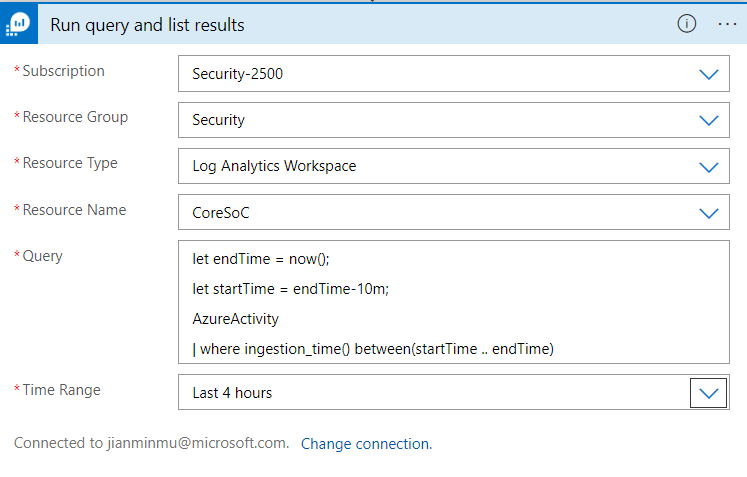 Run query and list results
* Subscription
Security-2500
* Resource Group
Security
* Resource Type
Log Analytics Workspace
* Resource Name
CoreSoC
* Query
let endTime = now();
let startTime = endTime-10m;
AzureActivity
| where ingestion_time() between(startTime .. endTime)
* Time Range
Last 4 hours
Connected to jianminmu@microsoft.com. Change connection.